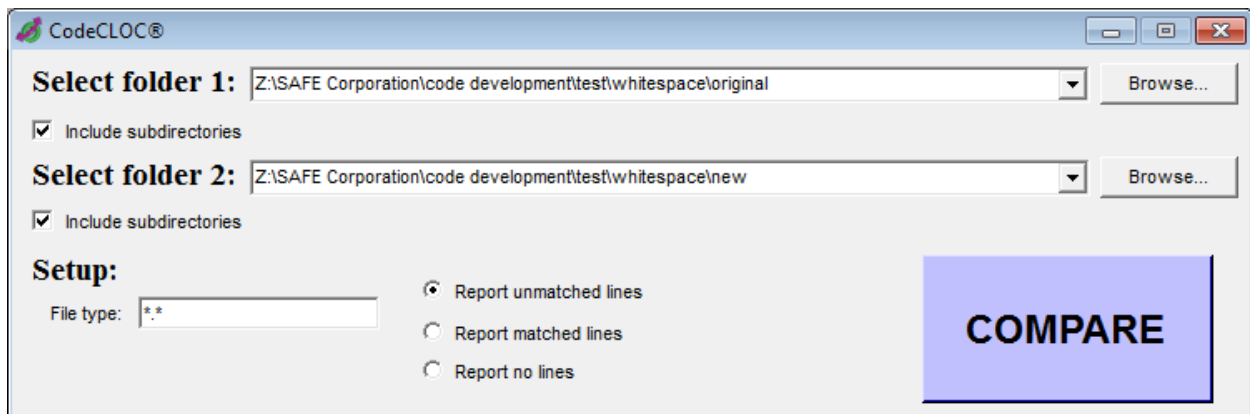 CodeCLOC®
Select folder 1: Z:\SAFE Corporation\code development\test\whitespace\original Browse...
Include subdirectories
Select folder 2: Z:\SAFE Corporation\code development\test\whitespace\new Browse...
Include subdirectories
Setup:
File type: *.*
Report unmatched lines
Report matched lines
Report no lines
COMPARE